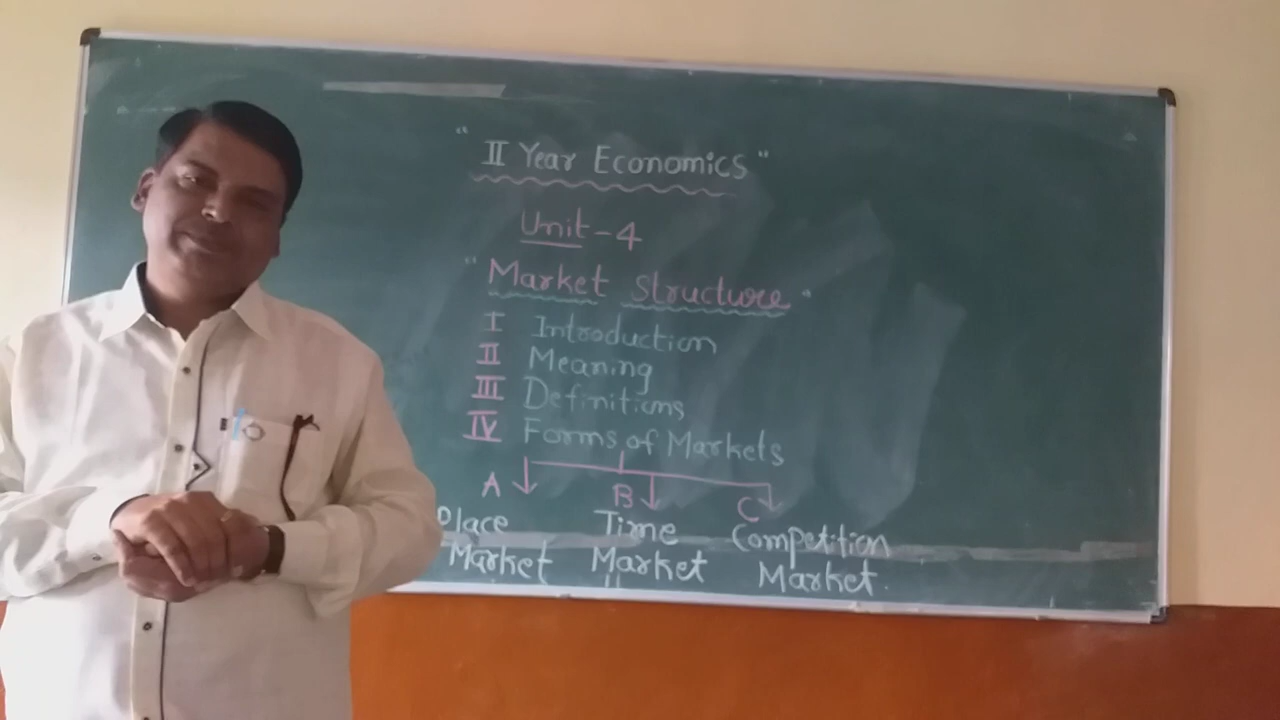 " II Year Economics "
Unit-4
" Market Structure "
I Introduction
II Meaning
III Definitions
IV Forms of Markets
A B C
Place Time Competition
Market Market Market.